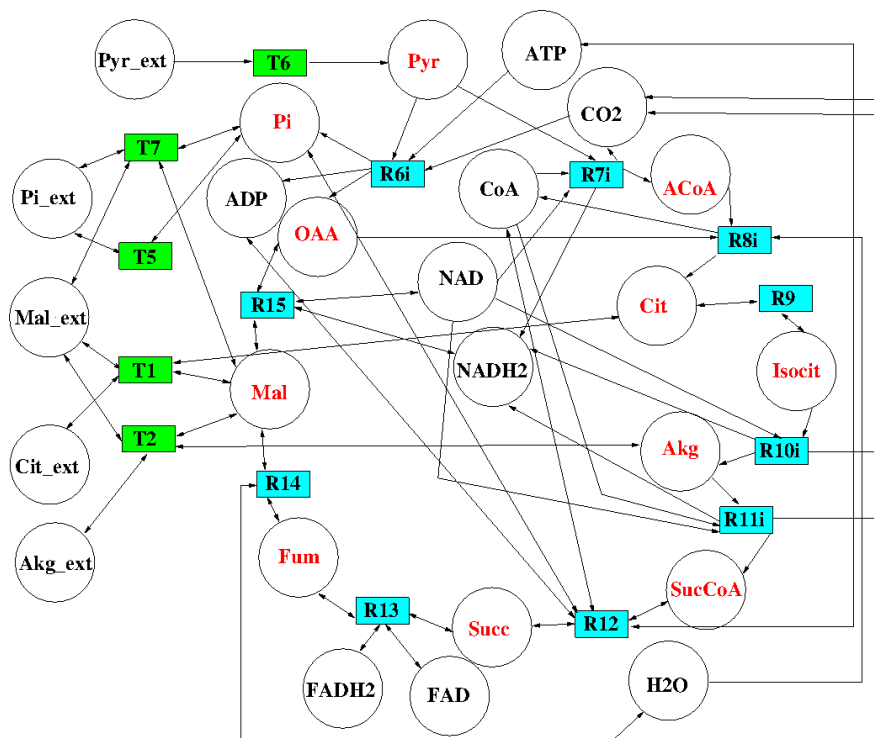 Pyr_ext
T6
Pyr
ATP
Pi
CO2
T7
R6i
R7i
ACoA
Pi_ext
ADP
CoA
OAA
R8i
T5
NAD
R15
Cit
R9
Mal_ext
T1
Mal
NADH2
Isocit
T2
Akg
R10i
Cit_ext
R14
R11i
Akg_ext
Fum
SucCoA
R13
Succ
R12
FADH2
FAD
H2O